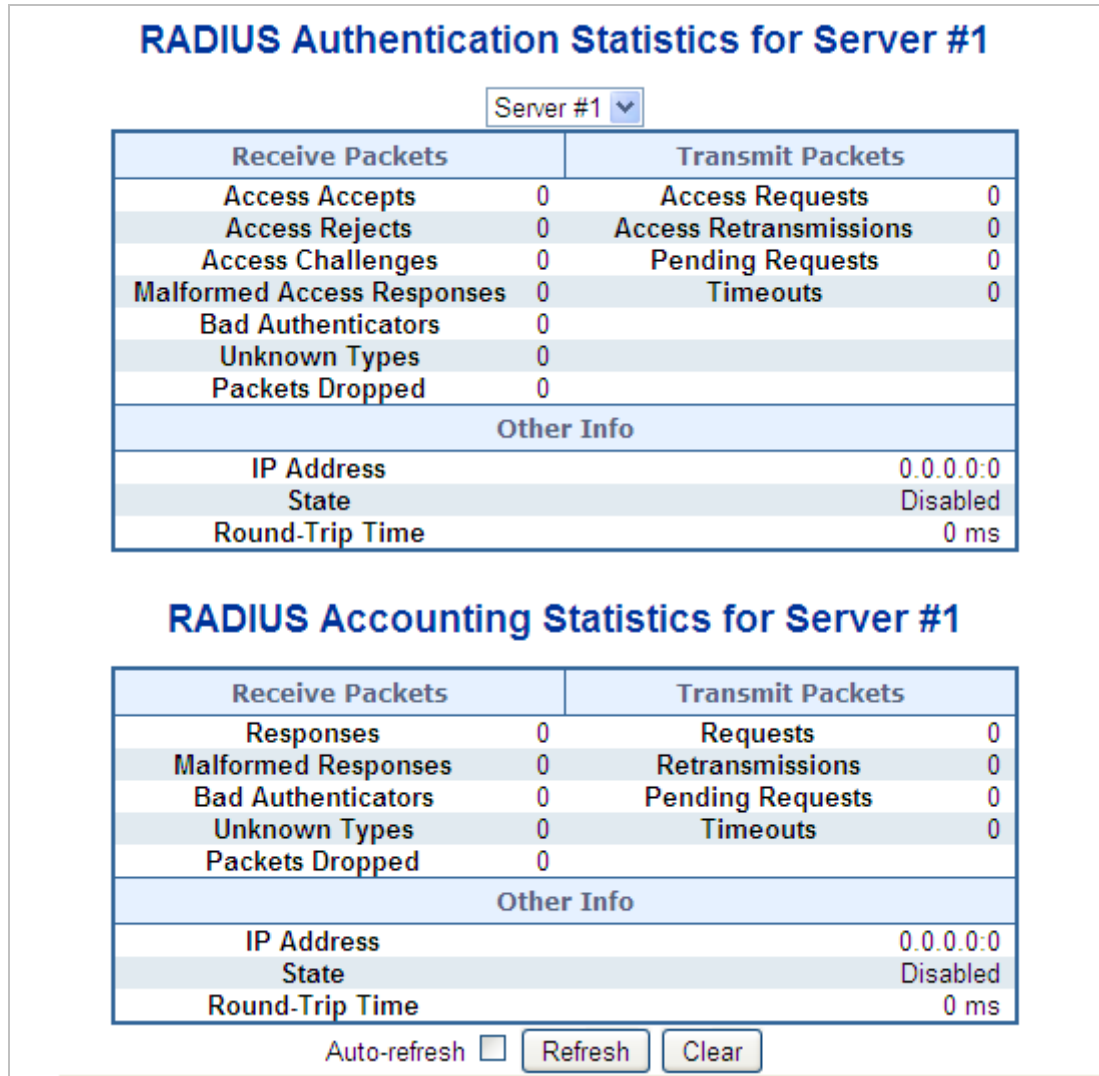 RADIUS Authentication Statistics for Server #1
Server #1
Receive Packets Transmit Packets
Access Accepts 0 Access Requests 0
Access Rejects 0 Access Retransmissions 0
Access Challenges 0 Pending Requests 0
Malformed Access Responses 0 Timeouts 0
Bad Authenticators 0
Unknown Types 0
Packets Dropped 0
Other Info
IP Address 0.0.0.0:0
State Disabled
Round-Trip Time 0 ms
RADIUS Accounting Statistics for Server #1
Receive Packets Transmit Packets
Responses 0 Requests 0
Malformed Responses 0 Retransmissions 0
Bad Authenticators 0 Pending Requests 0
Unknown Types 0 Timeouts 0
Packets Dropped 0
Other Info
IP Address 0.0.0.0:0
State Disabled
Round-Trip Time 0 ms
Auto-refresh Refresh Clear